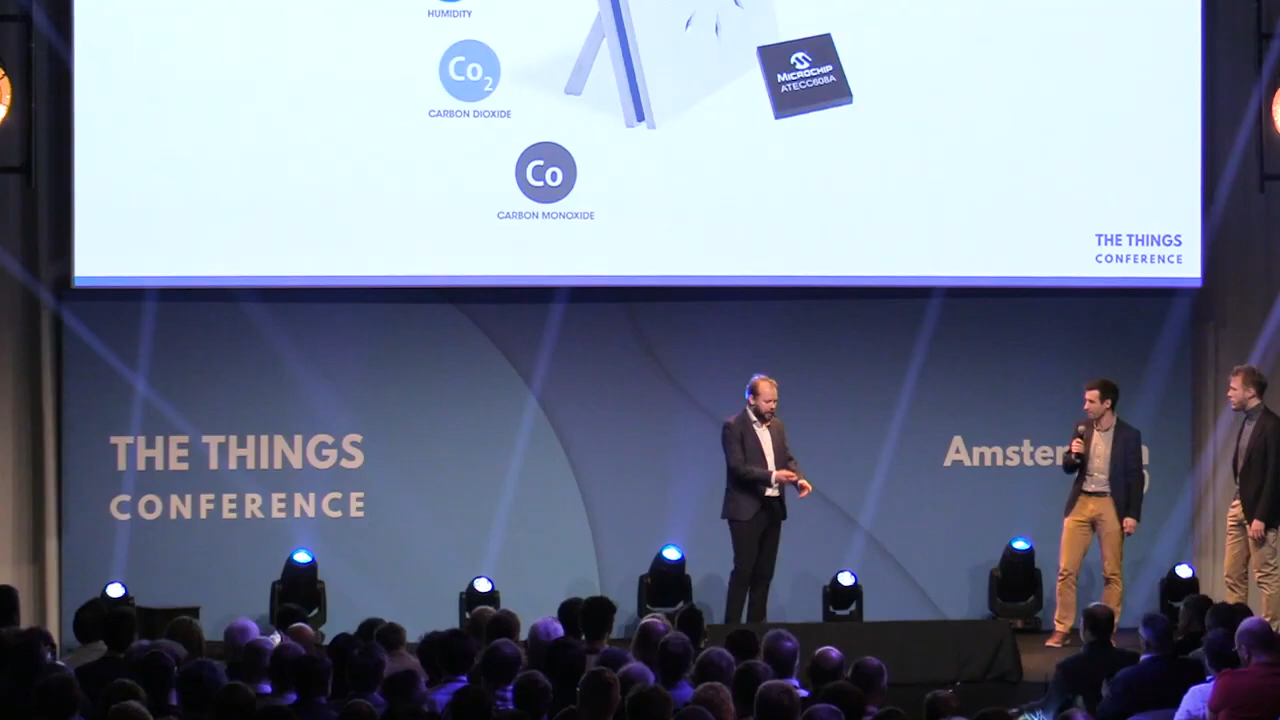 HUMIDITY
Co2
CARBON DIOXIDE
MICROCHIP
ATECC608A
Co
CARBON MONOXIDE
THE THINGS
CONFERENCE
THE THINGS
CONFERENCE